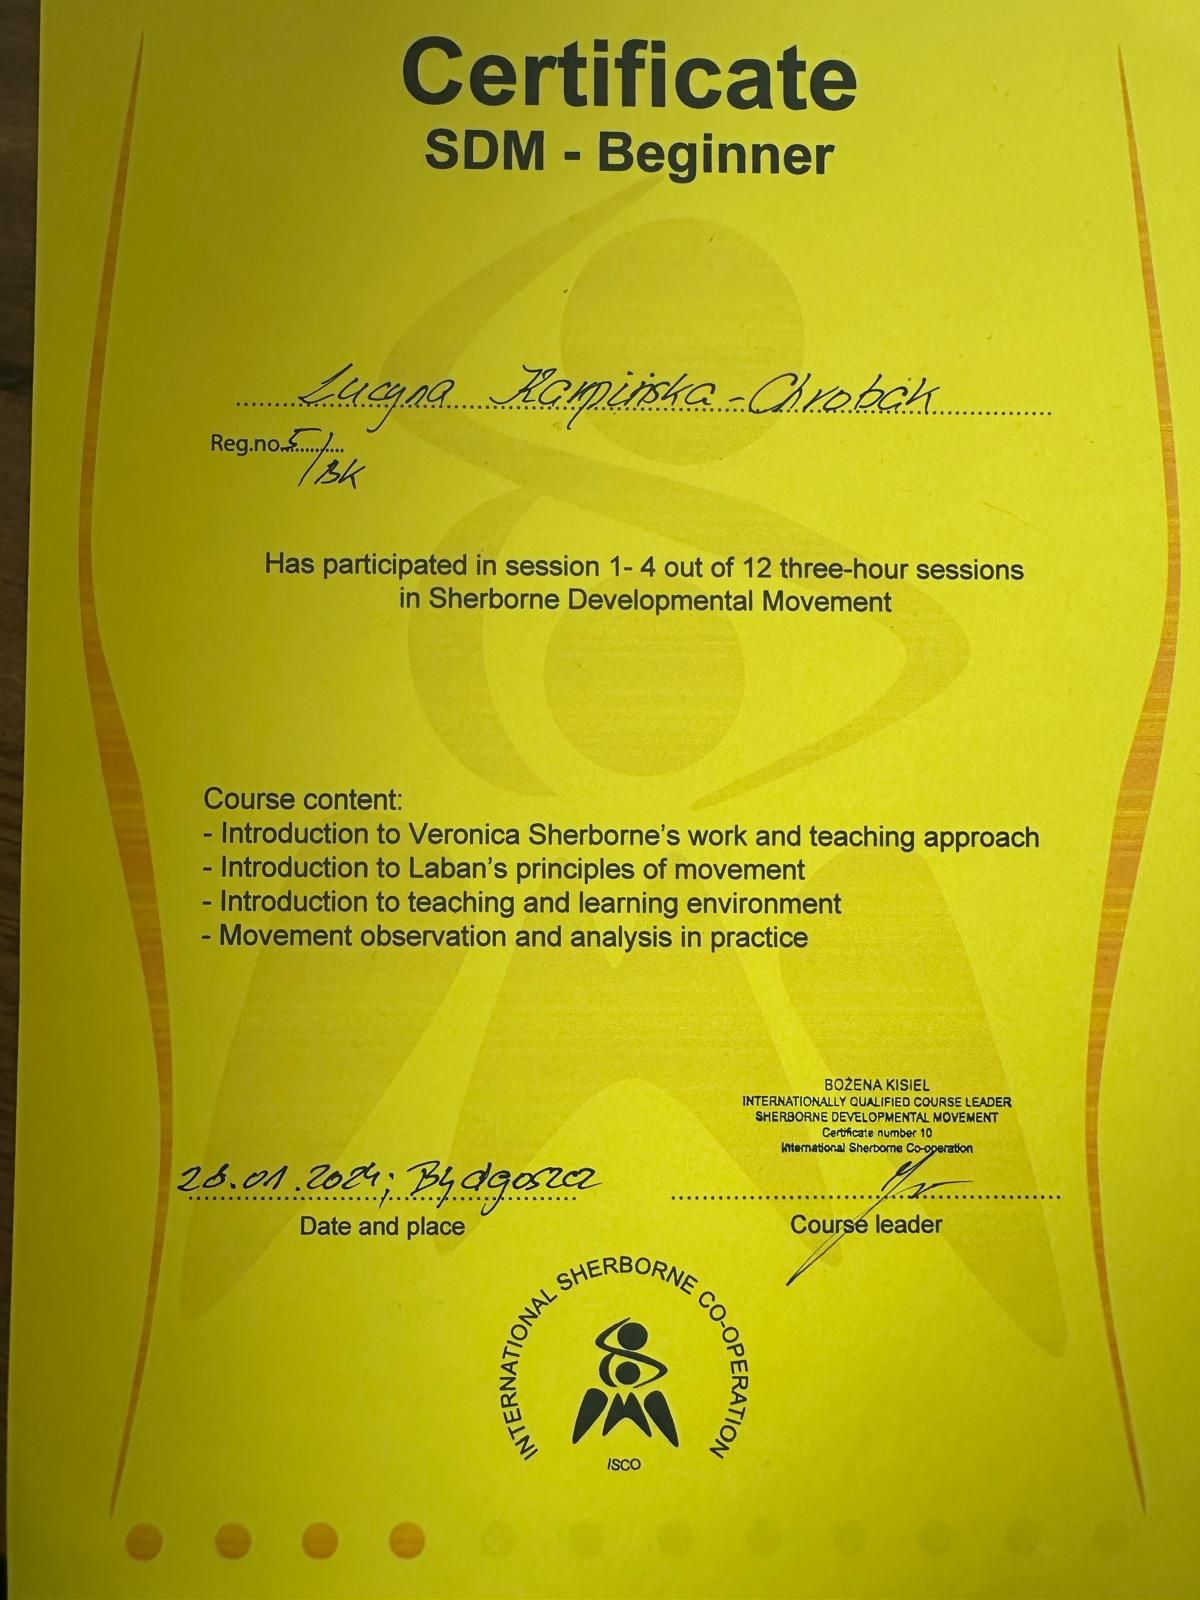 Certificate
SDM - Beginner
Lucyna Kamińska-Chrobak
Reg.no 5/BK
Has participated in session 1- 4 out of 12 three-hour sessions
in Sherborne Developmental Movement
Course content:
- Introduction to Veronica Sherborne's work and teaching approach
- Introduction to Laban's principles of movement
- Introduction to teaching and learning environment
- Movement observation and analysis in practice
BOŻENA KISIEL
INTERNATIONALLY QUALIFIED COURSE LEADER
SHERBORNE DEVELOPMENTAL MOVEMENT
Certificate number 10
International Sherborne Co-operation
28.01.2024; Bydgoszcz
Date and place
Course leader
INTERNATIONAL SHERBORNE CO-OPERATION
ISCO